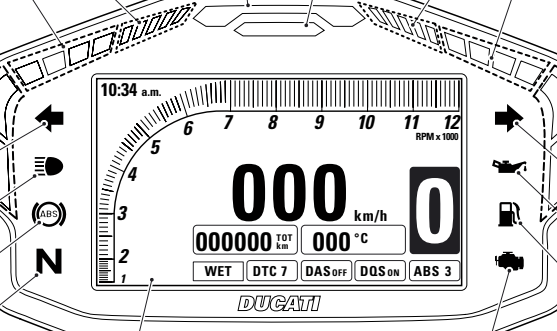 10:34 a.m.
1 2 3 4 5 6 7 8 9 10 11 12
RPM x 1000
000 km/h
0
000000 TOT km
000 °C
WET DTC 7 DAS OFF DQS ON ABS 3
ABS
N
DUCATI